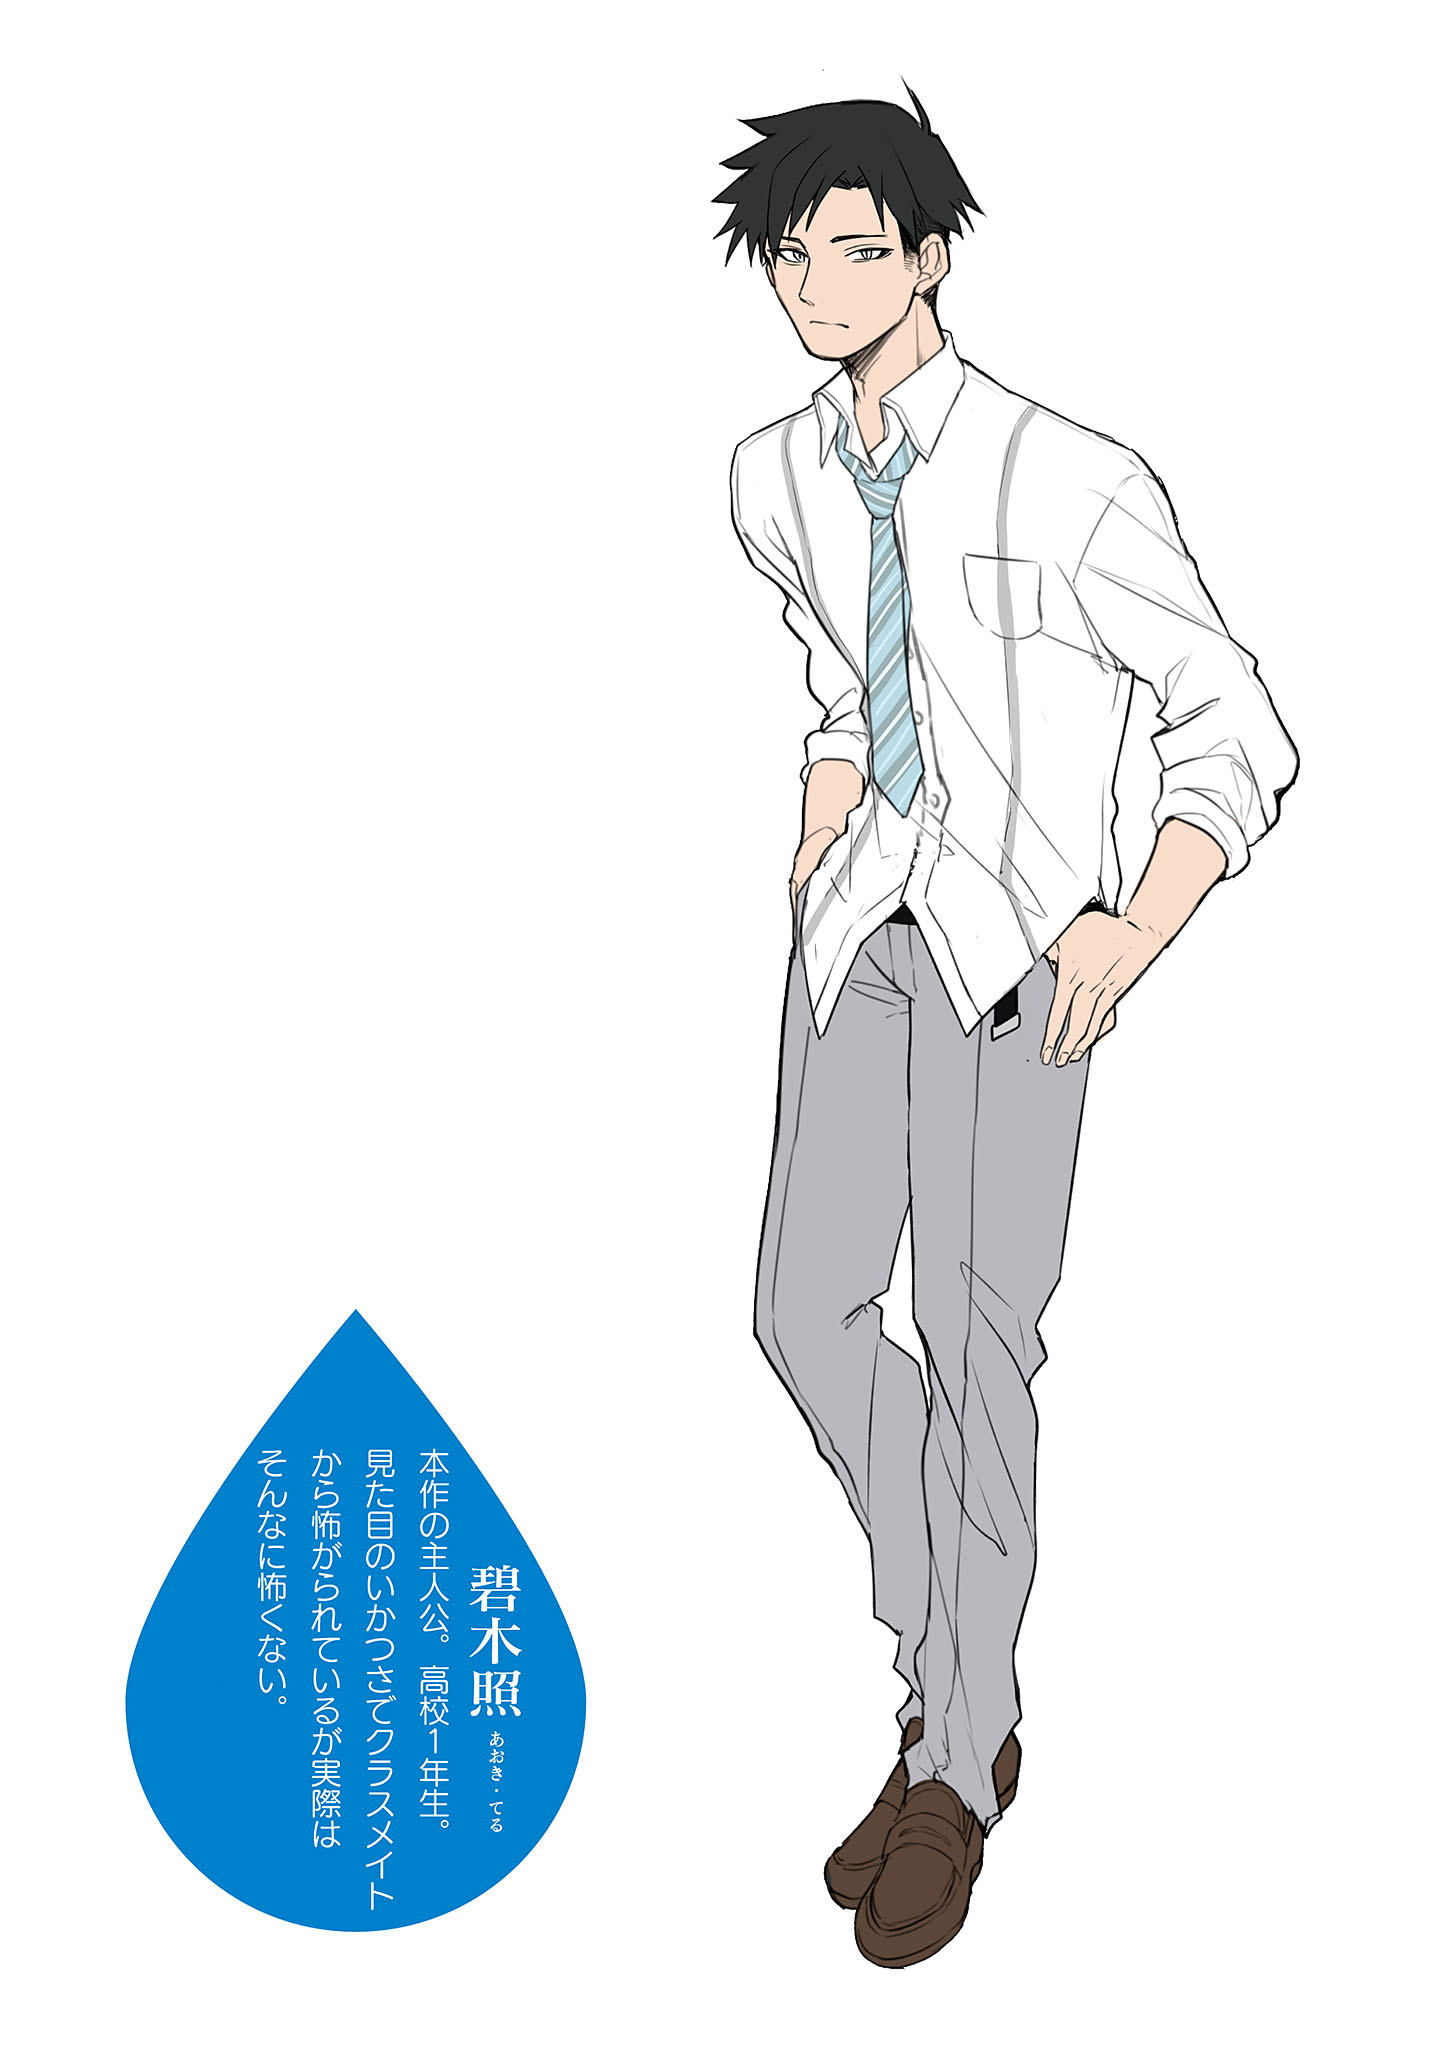 碧木照
あおき・てる
本作の主人公。高校1年生。
見た目のいかつさでクラスメイト
から怖がられているが実際は
そんなに怖くない。